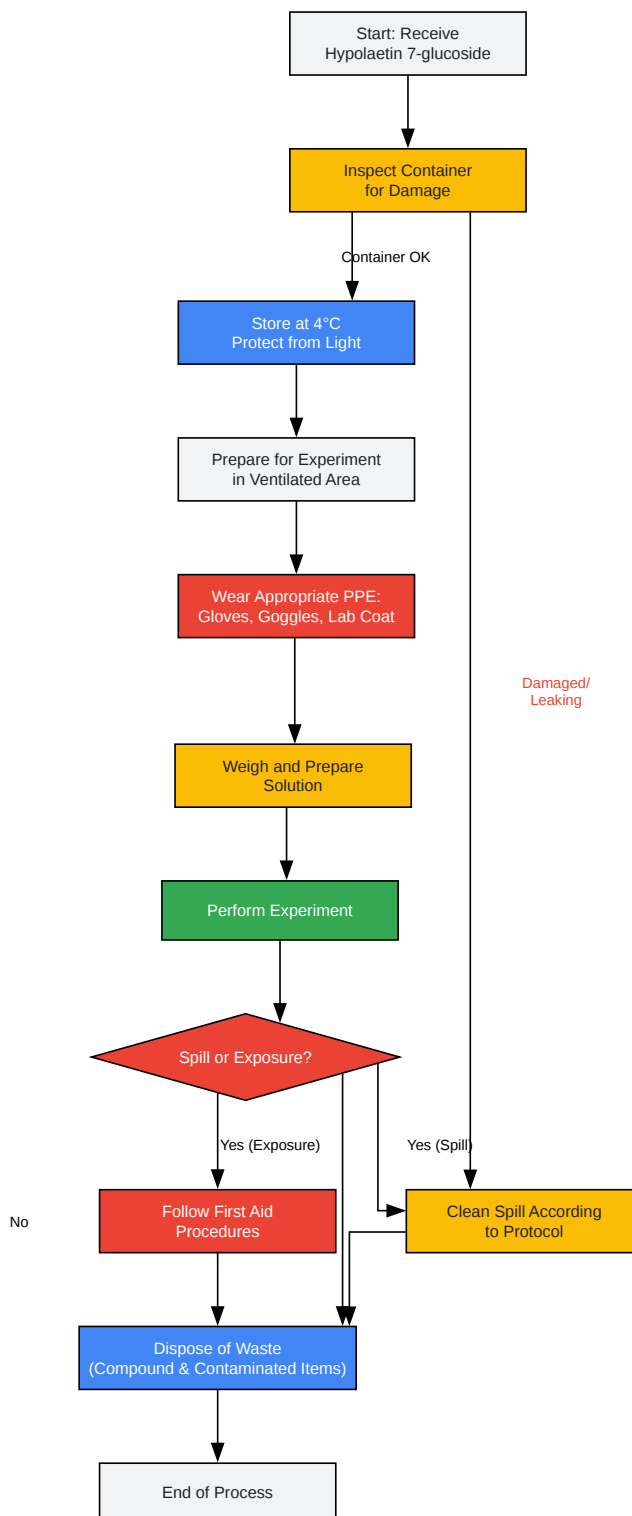 Start: Receive
Hypolaetin 7-glucoside
Inspect Container
for Damage
Container OK
Store at 4°C
Protect from Light
Prepare for Experiment
in Ventilated Area
Wear Appropriate PPE:
Gloves, Goggles, Lab Coat
Damaged/
Leaking
Weigh and Prepare
Solution
Perform Experiment
Spill or Exposure?
Yes (Exposure)
Yes (Spill)
Follow First Aid
Procedures
Clean Spill According
to Protocol
No
Dispose of Waste
(Compound & Contaminated Items)
End of Process